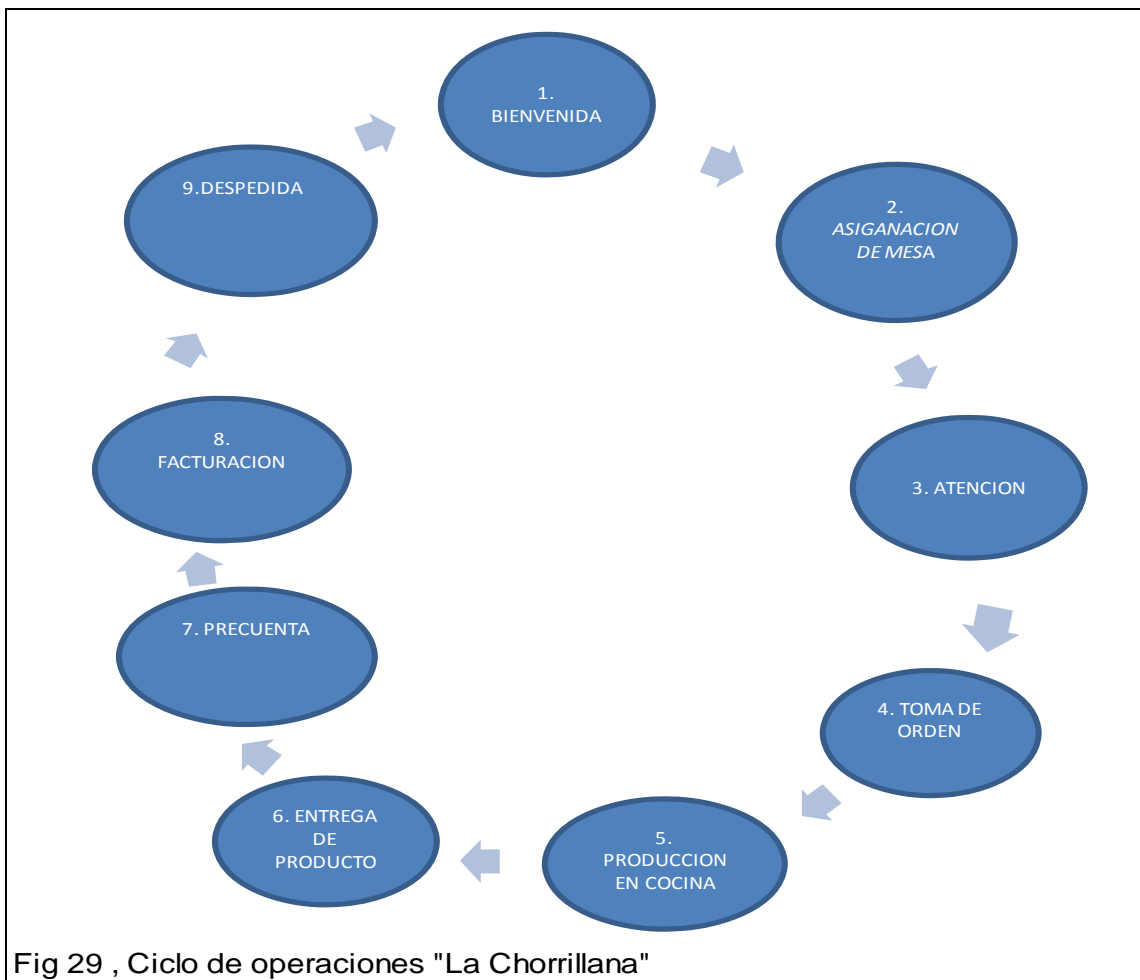 1.
BIENVENIDA
2.
ASIGANACION
DE MESA
3. ATENCION
4. TOMA DE
ORDEN
5.
PRODUCCION
EN COCINA
6. ENTREGA
DE
PRODUCTO
7. PRECUENTA
8.
FACTURACION
9.DESPEDIDA
Fig 29 , Ciclo de operaciones "La Chorrillana"